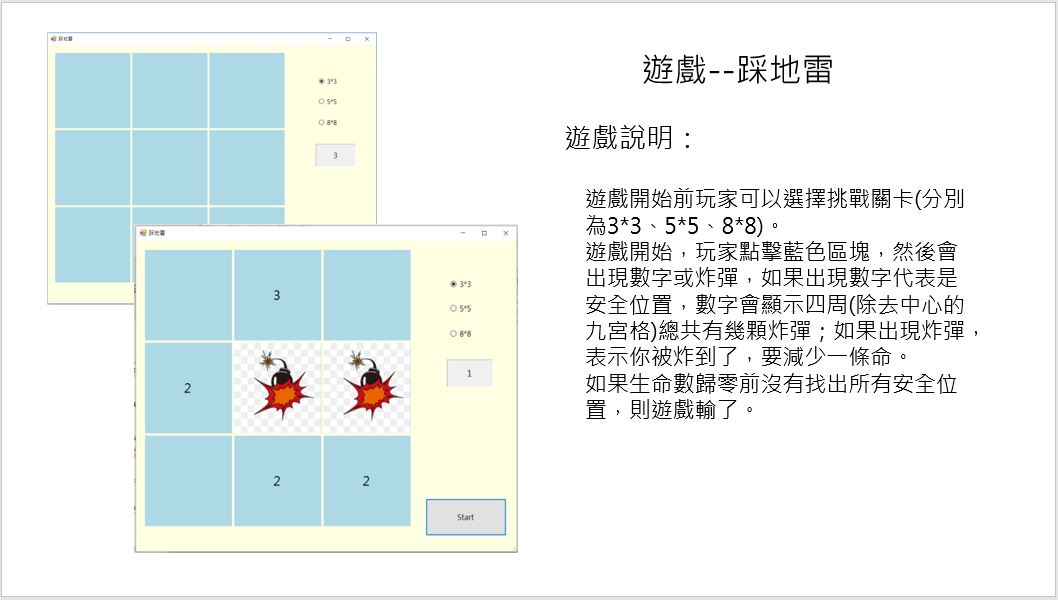 遊戲--踩地雷
遊戲說明：
遊戲開始前玩家可以選擇挑戰關卡(分別
為3*3、5*5、8*8)。
遊戲開始，玩家點擊藍色區塊，然後會
出現數字或炸彈，如果出現數字代表是
安全位置，數字會顯示四周(除去中心的
九宮格)總共有幾顆炸彈；如果出現炸彈，
表示你被炸到了，要減少一條命。
如果生命數歸零前沒有找出所有安全位
置，則遊戲輸了。
踩地雷
3*3
5*5
8*8
3
踩地雷
3
2
2
2
3*3
5*5
8*8
1
Start